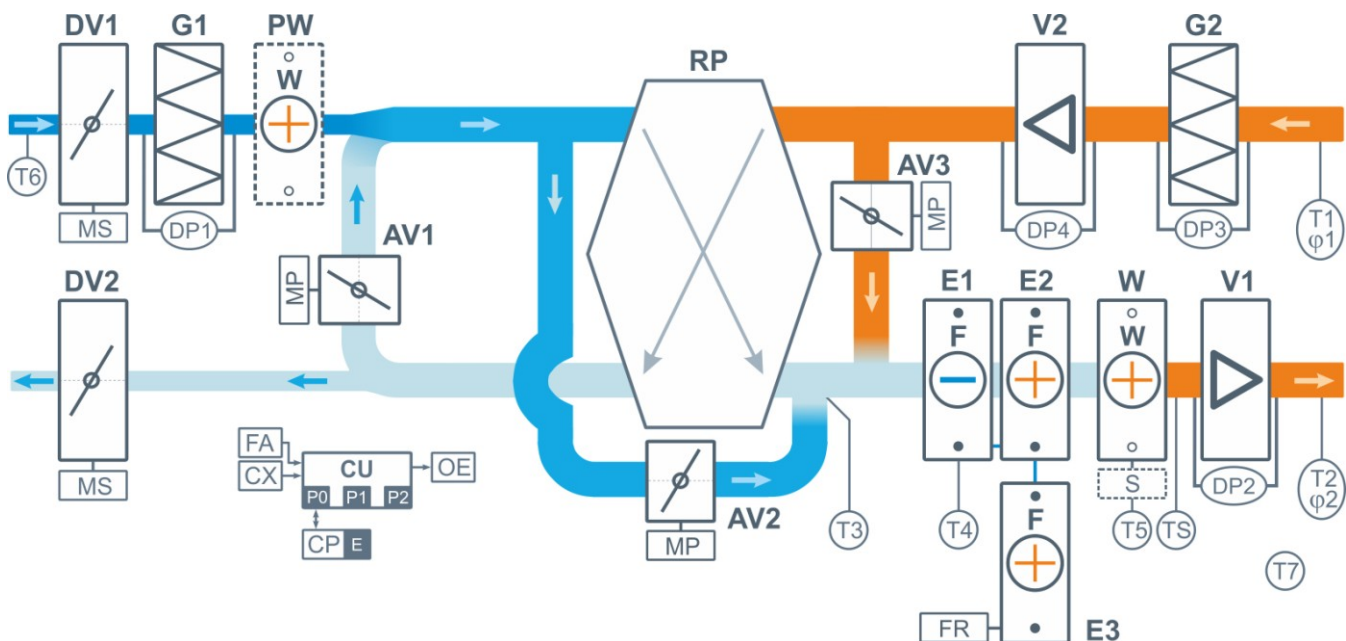 DV1
G1
PW
RP
V2
G2
W
T6
MS
DP1
AV1
MP
AV3
MP
DP4
DP3
T1
φ1
DV2
MS
E1
E2
W
V1
F
F
W
FA
CX
CU
OE
P0
P1
P2
CP
E
AV2
MP
T3
T4
F
S
T5
TS
DP2
T2
φ2
T7
FR
E3